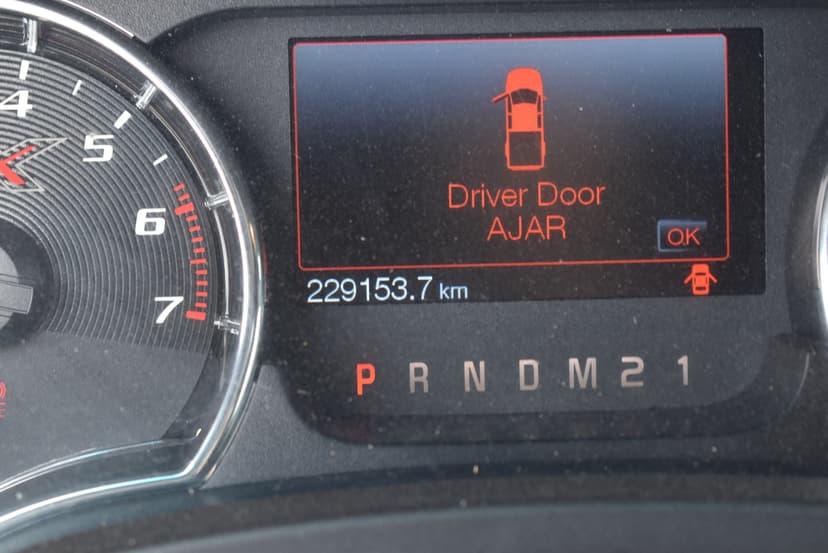 4
5
6
7
Driver Door
AJAR
OK
229153.7 km
P R N D M 2 1